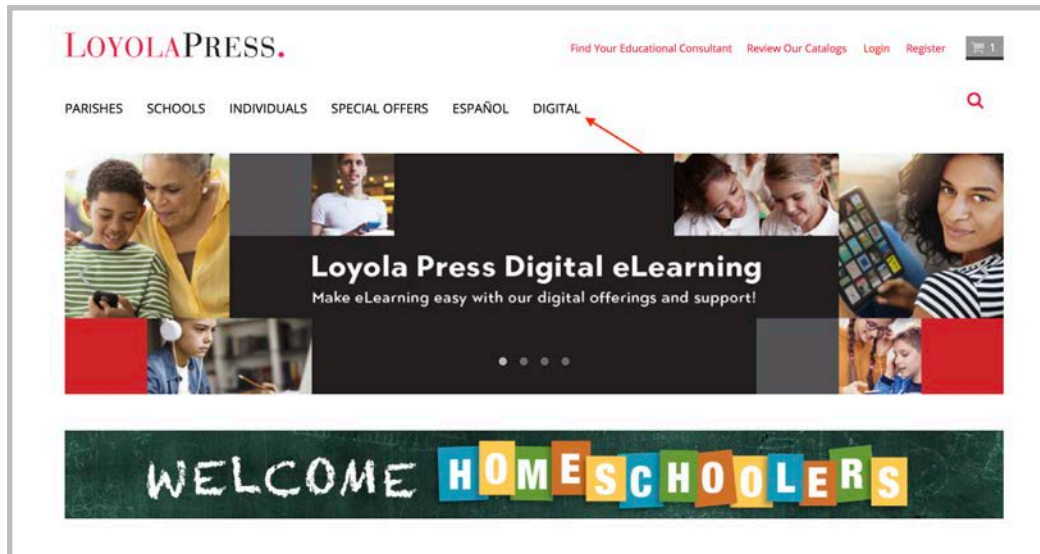 LOYOLAPRESS.
Find Your Educational Consultant Review Our Catalogs Login Register 1
PARISHES SCHOOLS INDIVIDUALS SPECIAL OFFERS ESPAÑOL DIGITAL
Loyola Press Digital eLearning
Make eLearning easy with our digital offerings and support!
WELCOME HOMESCHOOLERS